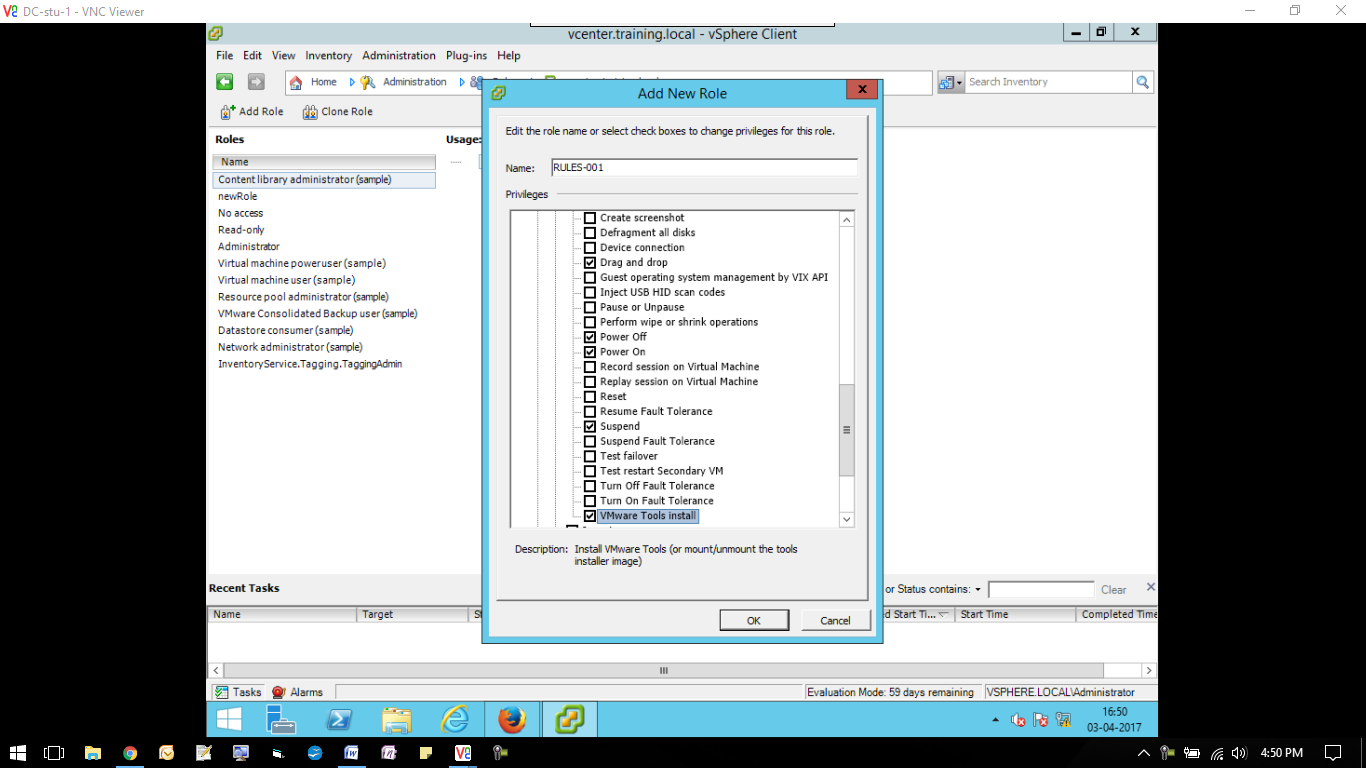 DC-stu-1 - VNC Viewer
vcenter.training.local - vSphere Client
File Edit View Inventory Administration Plug-ins Help
Home Administration
Search Inventory
Add Role Clone Role
Add New Role
Edit the role name or select check boxes to change privileges for this role.
Name: RULES-001
Privileges
Create screenshot
Defragment all disks
Device connection
Drag and drop
Guest operating system management by VIX API
Inject USB HID scan codes
Pause or Unpause
Perform wipe or shrink operations
Power Off
Power On
Record session on Virtual Machine
Replay session on Virtual Machine
Reset
Resume Fault Tolerance
Suspend
Suspend Fault Tolerance
Test failover
Test restart Secondary VM
Turn Off Fault Tolerance
Turn On Fault Tolerance
VMware Tools install
Description: Install VMware Tools (or mount/unmount the tools
installer image)
OK Cancel
Roles
Usage:
Name
Content library administrator (sample)
newRole
No access
Read-only
Administrator
Virtual machine power user (sample)
Virtual machine user (sample)
Resource pool administrator (sample)
VMware Consolidated Backup user (sample)
Datastore consumer (sample)
Network administrator (sample)
InventoryService.Tagging.TaggingAdmin
Recent Tasks
or Status contains: Clear
Name Target d Start Ti... Start Time Completed Time
Tasks Alarms
Evaluation Mode: 59 days remaining VSPHERE.LOCAL\Administrator
16:50
03-04-2017
4:50 PM